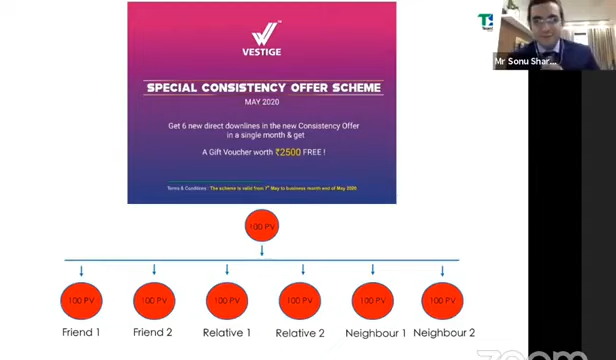 VESTIGE
SPECIAL CONSISTENCY OFFER SCHEME
MAY 2020
Get 6 new direct downlines in the new Consistency Offer
in a single month & get
A Gift Voucher worth ₹2500 FREE !
Terms & Conditions : The scheme is valid from 1st May to business month end of May 2020
Mr Sonu Shar...
100 PV
100 PV
100 PV
100 PV
100 PV
100 PV
100 PV
Friend 1
Friend 2
Relative 1
Relative 2
Neighbour 1
Neighbour 2
zoom